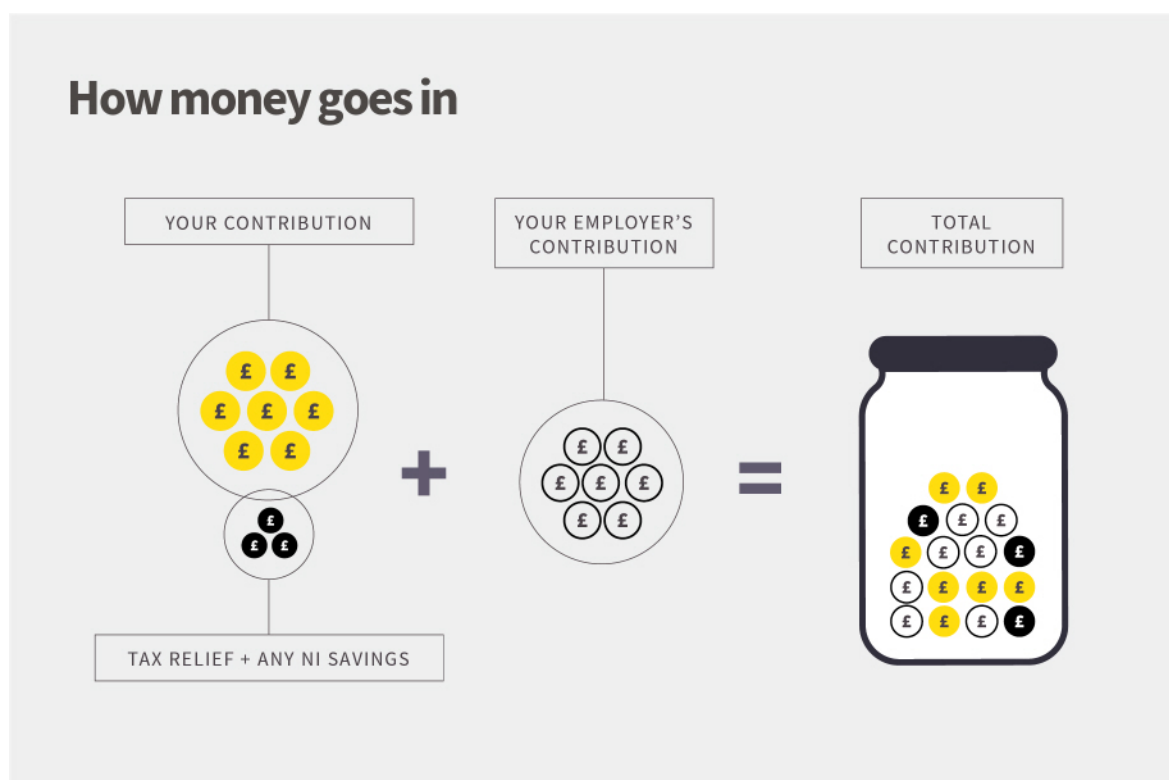 How money goes in
YOUR CONTRIBUTION
YOUR EMPLOYER'S
CONTRIBUTION
TOTAL
CONTRIBUTION
£ £
£ £ £
£ £
£
£ £
TAX RELIEF + ANY NI SAVINGS
+
£ £
£ £ £
£ £
=
£ £
£ £ £
£ £ £ £
£ £ £ £
£ £ £ £